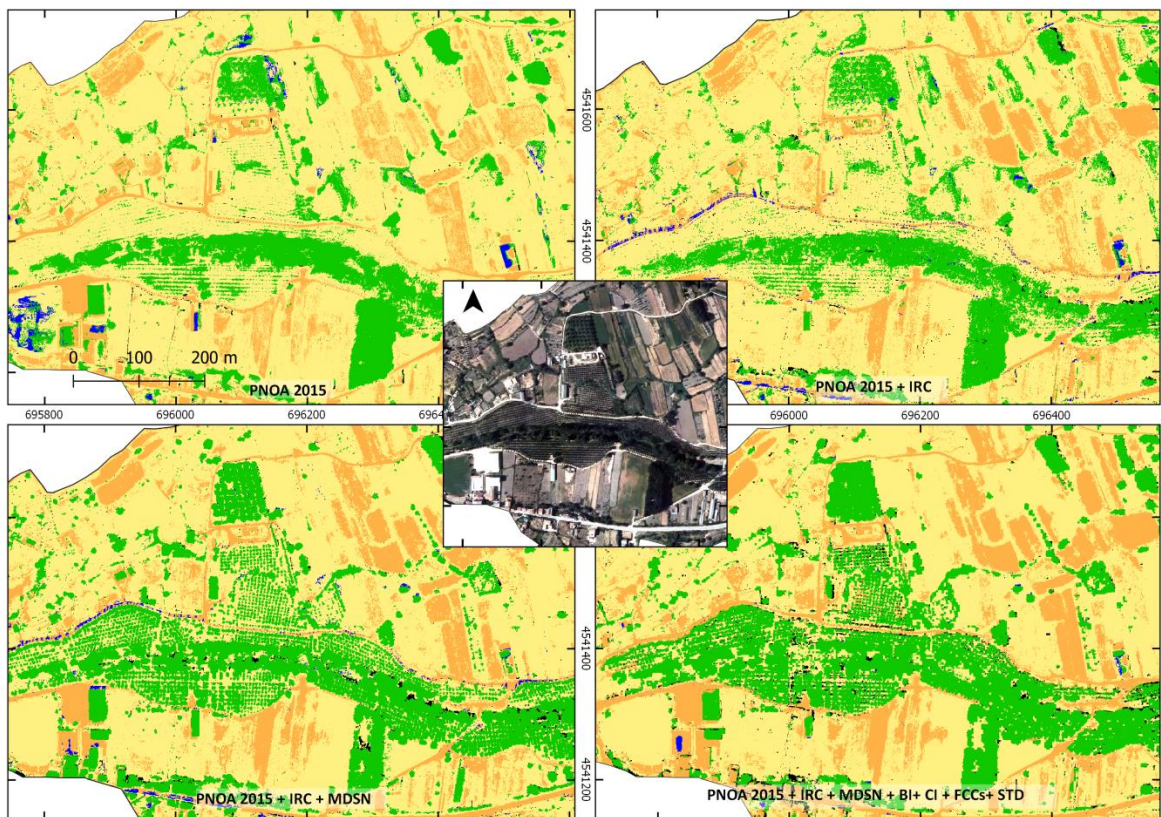 4541600
4541400
0 100 200 m
PNOA 2015
PNOA 2015 + IRC
695800
696000
696200
6964
696000
696200
696400
4541400
4541200
PNOA 2015 + IRC + MDSN
PNOA 2015 + IRC + MDSN + BI+ CI + FCCs+ STD